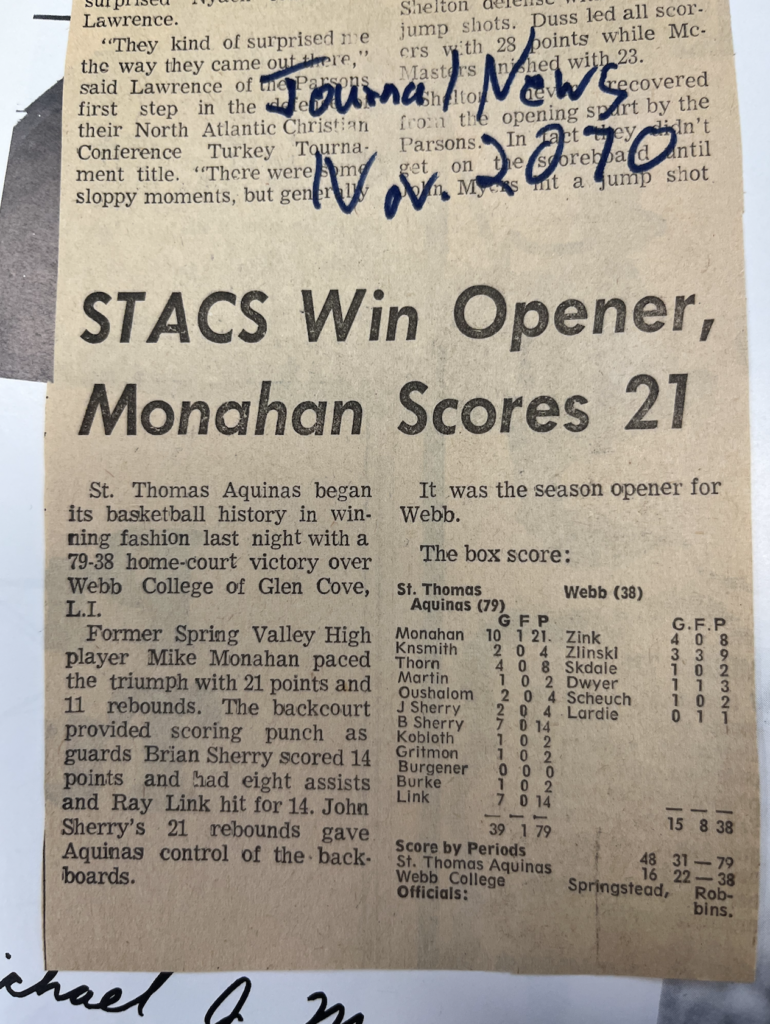 surprised
Lawrence.
"They kind of surprised me
the way they came out there,"
said Lawrence of the Parsons
first step in the defense of
their North Atlantic Christian
Conference Turkey Tourna-
ment title. "There were some
sloppy moments, but generally
Shelton defense
jump shots. Duss led all scor-
ers with 28 points while Mc-
Masters finished with 23.
Shelton never recovered
from the opening spurt by the
Parsons. In fact they didn't
get on the scoreboard until
John Myers hit a jump shot
Journal News
Nov. 2070
STACS Win Opener,
Monahan Scores 21
St. Thomas Aquinas began
its basketball history in win-
ning fashion last night with a
79-38 home-court victory over
Webb College of Glen Cove,
L.I.
Former Spring Valley High
player Mike Monahan paced
the triumph with 21 points and
11 rebounds. The backcourt
provided scoring punch as
guards Brian Sherry scored 14
points and had eight assists
and Ray Link hit for 14. John
Sherry's 21 rebounds gave
Aquinas control of the back-
boards.
It was the season opener for
Webb.
The box score:
St. Thomas
Aquinas (79)
G F P
Monahan 10 1 21.
Knsmith 2 0 4
Thorn 4 0 8
Martin 1 0 2
Oushalom 2 0 4
J Sherry 2 0 4
B Sherry 7 0 14
Kobloth 1 0 2
Gritmon 1 0 2
Burgener 0 0 0
Burke 1 0 2
Link 7 0 14
39 1 79
Webb (38)
G. F. P
Zink 4 0 8
Zlinski 3 3 9
Skdale 1 0 2
Dwyer 1 1 3
Scheuch 1 0 2
Lardie 0 1 1
15 8 38
Score by Periods
St. Thomas Aquinas 48 31 — 79
Webb College 16 22 — 38
Officials: Springstead, Rob-
bins.
ichael J. M